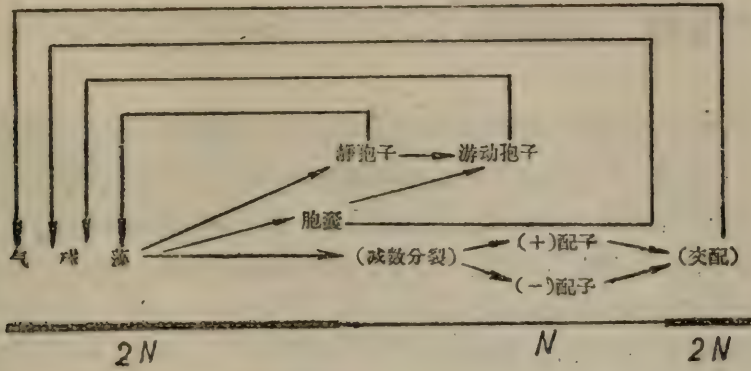 静孢子 游动孢子
胞囊
(+)配子
气球藻 (减数分裂) (交配)
(−)配子
2N N 2N